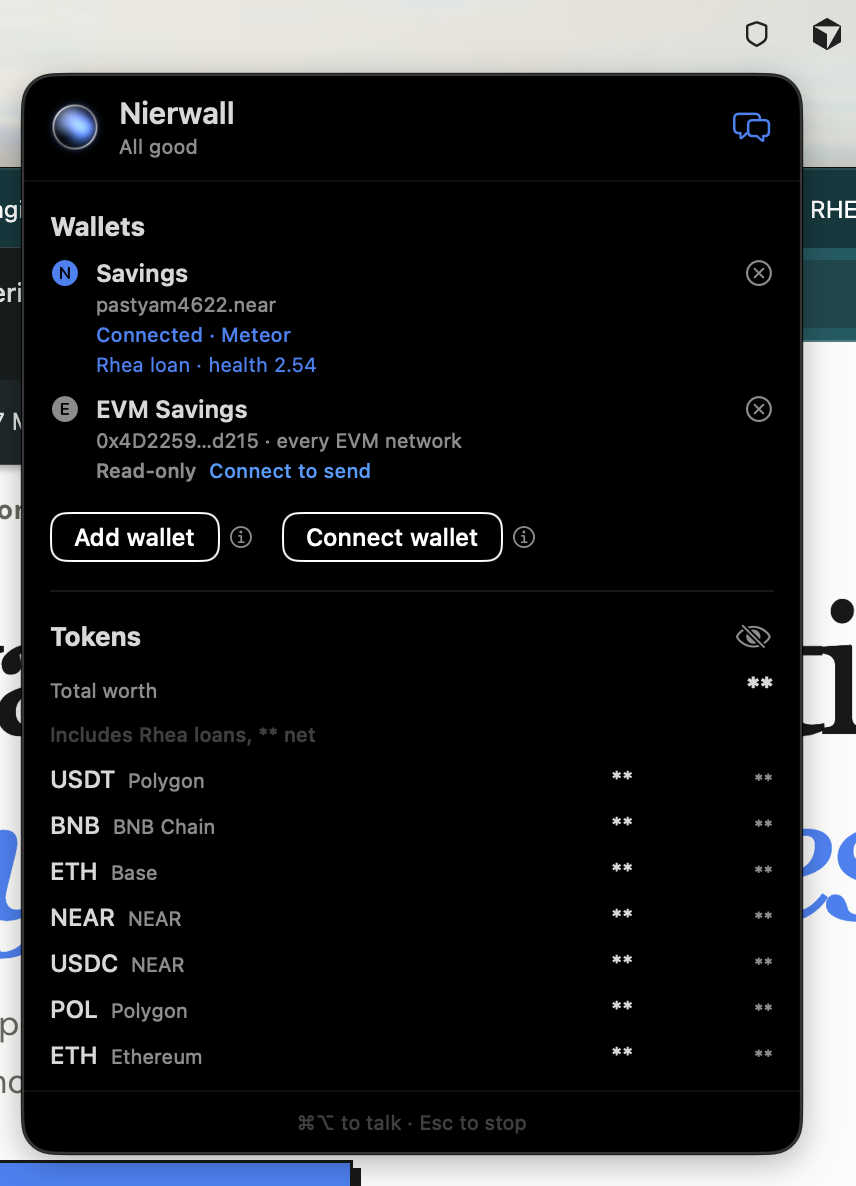 Nierwall
All good
RHE
Wallets
N Savings
pastyam4622.near
Connected · Meteor
Rhea loan · health 2.54
E EVM Savings
0x4D2259...d215 · every EVM network
Read-only Connect to send
Add wallet Connect wallet
Tokens
Total worth **
Includes Rhea loans, ** net
USDT Polygon ** **
BNB BNB Chain ** **
ETH Base ** **
NEAR NEAR ** **
USDC NEAR ** **
POL Polygon ** **
ETH Ethereum ** **
⌘⌥ to talk · Esc to stop